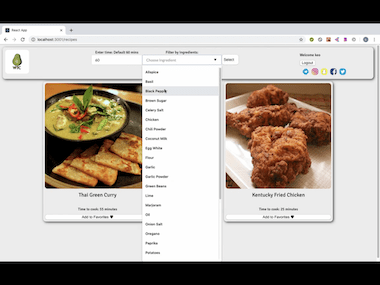 React App
localhost:3001/recipes
Enter time: Default 60 mins
Filter by Ingredients:
Welcome kev
60
Choose Ingredient
Select
Logout
Allspice
Basil
Black Pepper
Brown Sugar
Celery Salt
Chicken
Chili Powder
Coconut Milk
Egg White
Flour
Garlic
Garlic Powder
Green Beans
Lime
Marjoram
Oil
Onion Salt
Oregano
Paprika
Potatoes
Thai Green Curry
Time to cook: 35 minutes
Add to Favorites
Kentucky Fried Chicken
Time to cook: 35 minutes
Add to Favorites